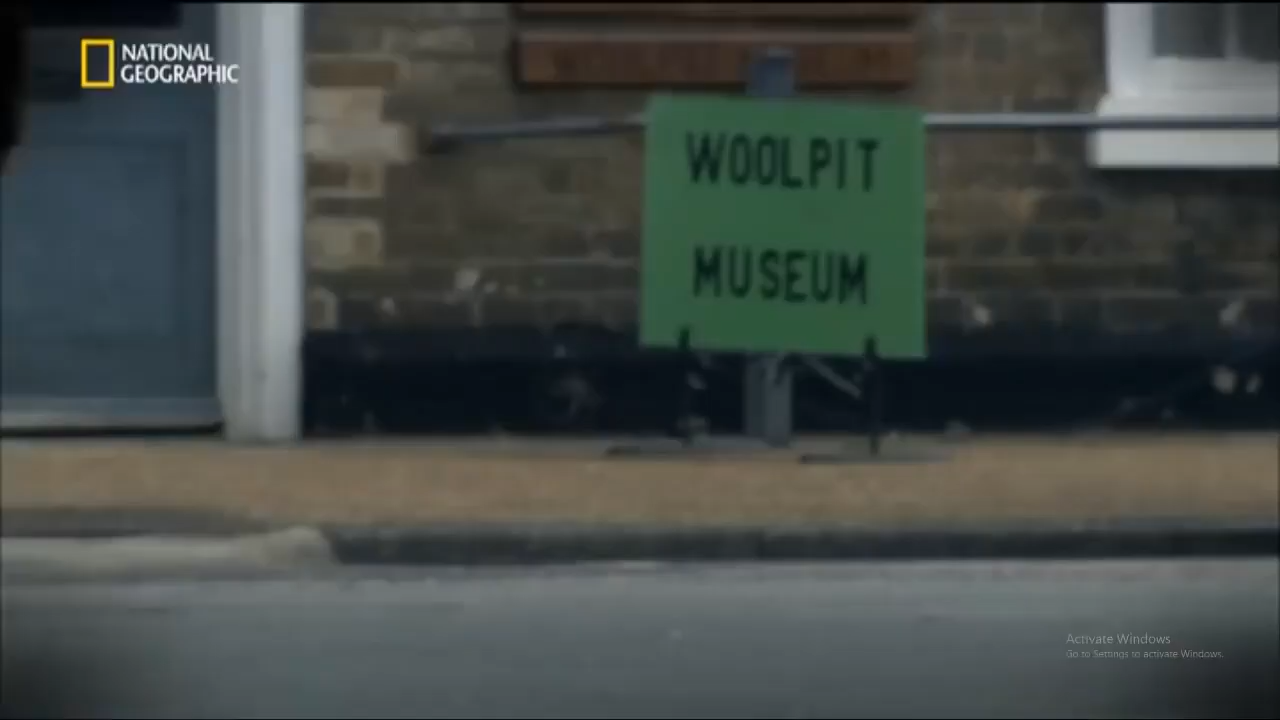 NATIONAL
GEOGRAPHIC
WOOLPIT
MUSEUM
Activate Windows
Go to Settings to activate Windows.